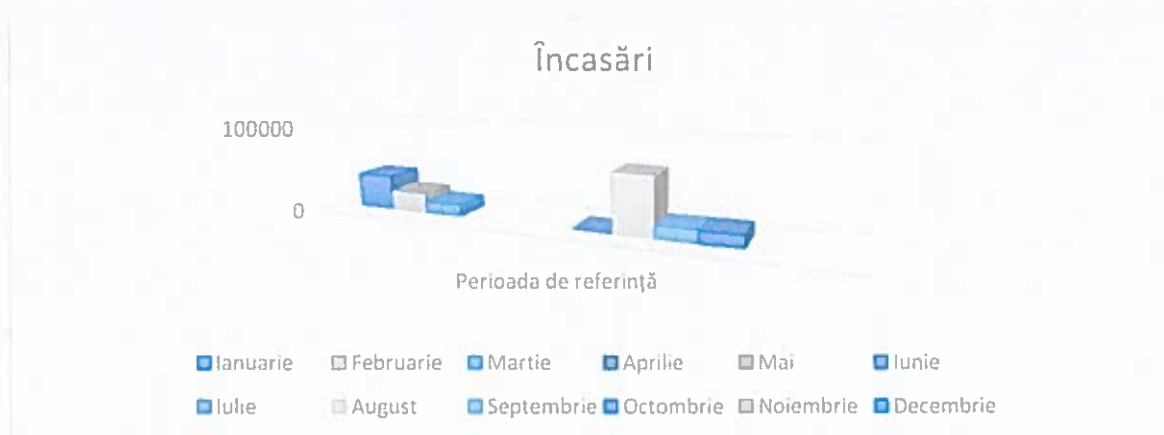 Încasări
100000
0
Perioada de referință
Ianuarie Februarie Martie Aprilie Mai Iunie
Iulie August Septembrie Octombrie Noiembrie Decembrie